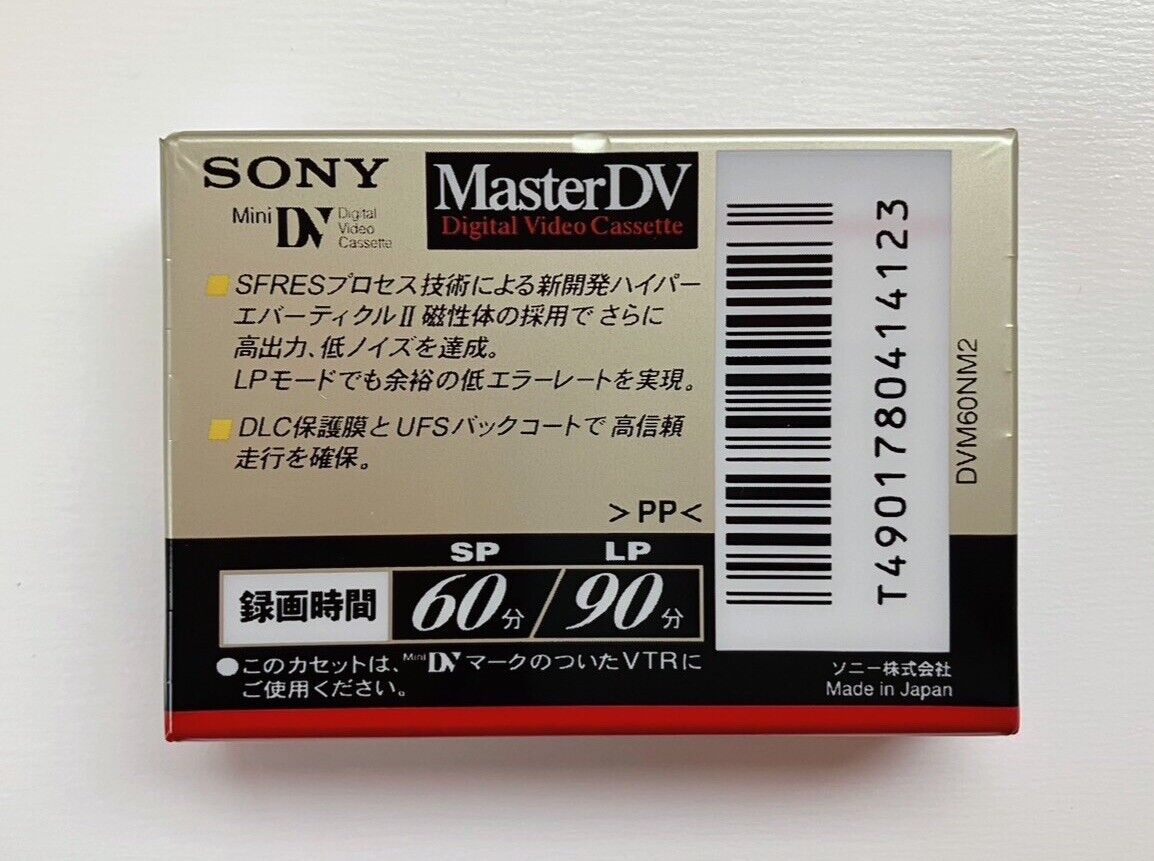 SONY
Mini DV Digital Video Cassette
MasterDV
Digital Video Cassette
SFRESプロセス技術による新開発ハイパー
エバーティクルⅡ磁性体の採用で さらに
高出力、低ノイズを達成。
LPモードでも余裕の低エラーレートを実現。
DLC保護膜とUFSバックコートで 高信頼
走行を確保。
>PP<
SP LP
録画時間 60分/90分
●このカセットは、Mini DV マークのついたVTRに
ご使用ください。
T4901780414123
DVM60NM2
ソニー株式会社
Made in Japan